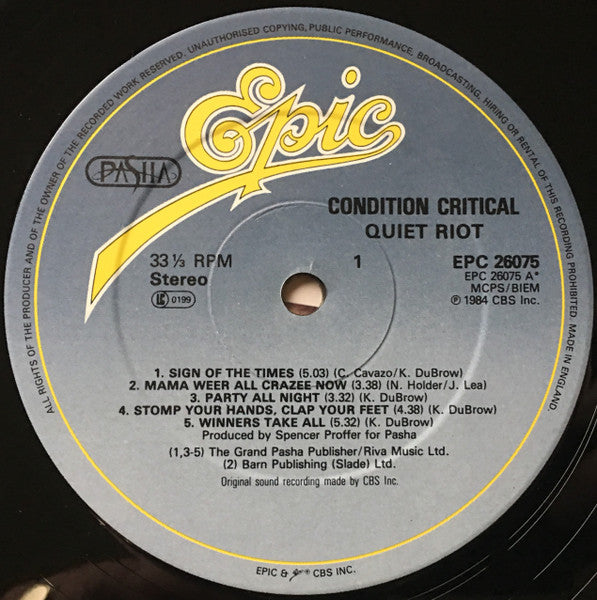 ALL RIGHTS OF THE PRODUCER AND OF THE OWNER OF THE RECORDED WORK RESERVED. UNAUTHORISED COPYING, PUBLIC PERFORMANCE, BROADCASTING, HIRING OR RENTAL OF THIS RECORDING PROHIBITED. MADE IN ENGLAND.
Epic
PASHA
CONDITION CRITICAL
QUIET RIOT
33⅓ RPM
Stereo
LC 0199
1
EPC 26075
EPC 26075 A*
MCPS/BIEM
℗ 1984 CBS Inc.
1. SIGN OF THE TIMES (5.03) (C. Cavazo/K. DuBrow)
2. MAMA WEER ALL CRAZEE NOW (3.38) (N. Holder/J. Lea)
3. PARTY ALL NIGHT (3.32) (K. DuBrow)
4. STOMP YOUR HANDS, CLAP YOUR FEET (4.38) (K. DuBrow)
5. WINNERS TAKE ALL (5.32) (K. DuBrow)
Produced by Spencer Proffer for Pasha
(1,3-5) The Grand Pasha Publisher/Riva Music Ltd.
(2) Barn Publishing (Slade) Ltd.
Original sound recording made by CBS Inc.
EPIC & Epic ® CBS INC.